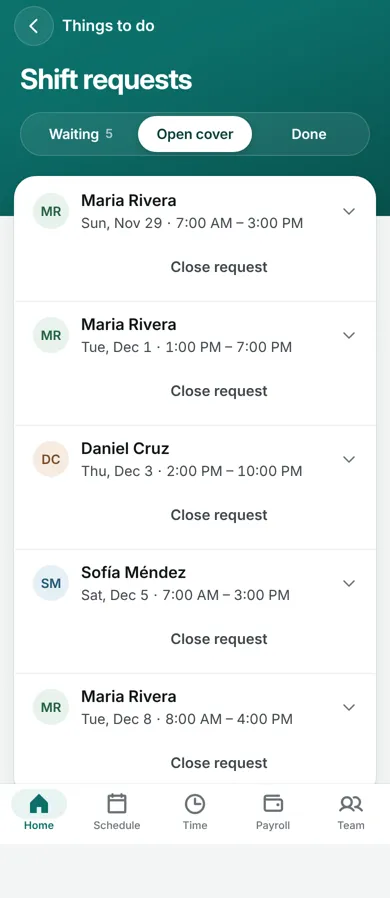 Things to do
Shift requests
Waiting 5
Open cover
Done
MR
Maria Rivera
Sun, Nov 29 · 7:00 AM – 3:00 PM
Close request
MR
Maria Rivera
Tue, Dec 1 · 1:00 PM – 7:00 PM
Close request
DC
Daniel Cruz
Thu, Dec 3 · 2:00 PM – 10:00 PM
Close request
SM
Sofía Méndez
Sat, Dec 5 · 7:00 AM – 3:00 PM
Close request
MR
Maria Rivera
Tue, Dec 8 · 8:00 AM – 4:00 PM
Close request
Home
Schedule
Time
Payroll
Team